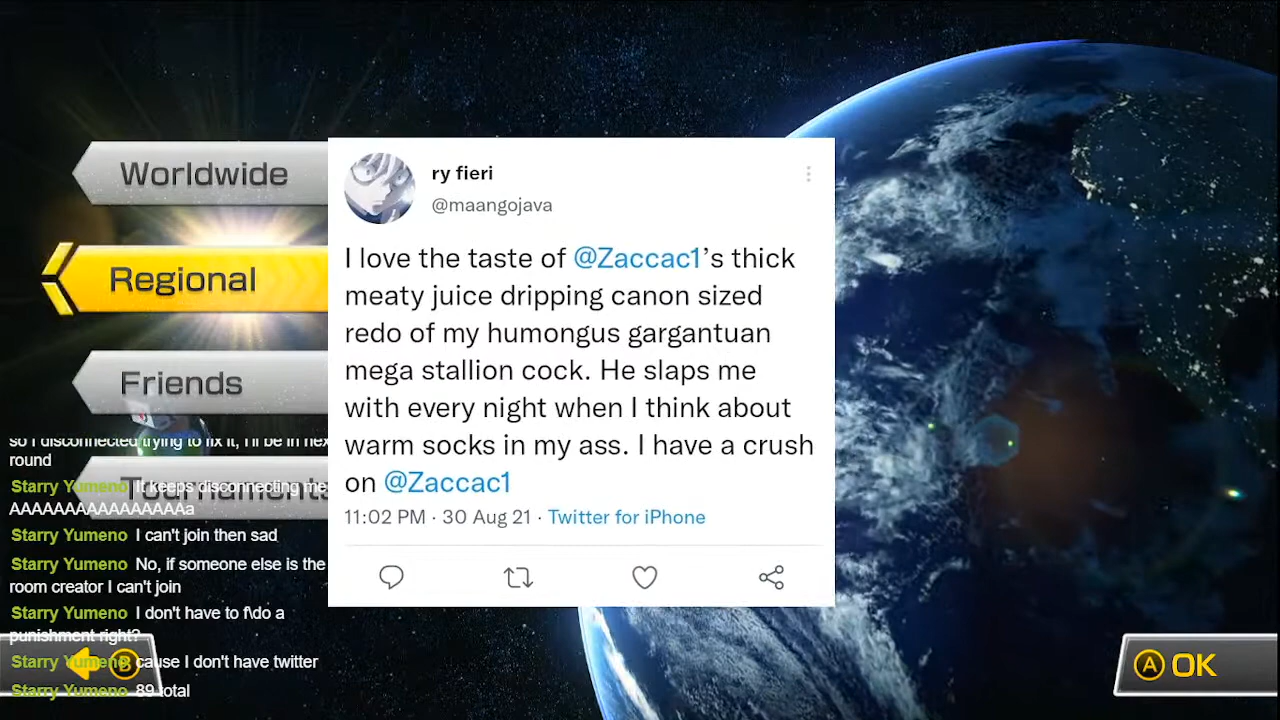 Worldwide
Regional
Friends
Tournaments
ry fieri
@maangojava
I love the taste of @Zaccac1’s thick
meaty juice dripping canon sized
redo of my humongus gargantuan
mega stallion cock. He slaps me
with every night when I think about
warm socks in my ass. I have a crush
on @Zaccac1
11:02 PM · 30 Aug 21 · Twitter for iPhone
so I disconnected trying to fix it, I'll be in nex
round
Starry Yumeno It keeps disconnecting me
AAAAAAAAAAAAAAAAAa
Starry Yumeno I can't join then sad
Starry Yumeno No, if someone else is the
room creator I can't join
Starry Yumeno I don't have to f\do a
punishment right?
Starry Yumeno cause I don't have twitter
Starry Yumeno 89 total
B
A OK